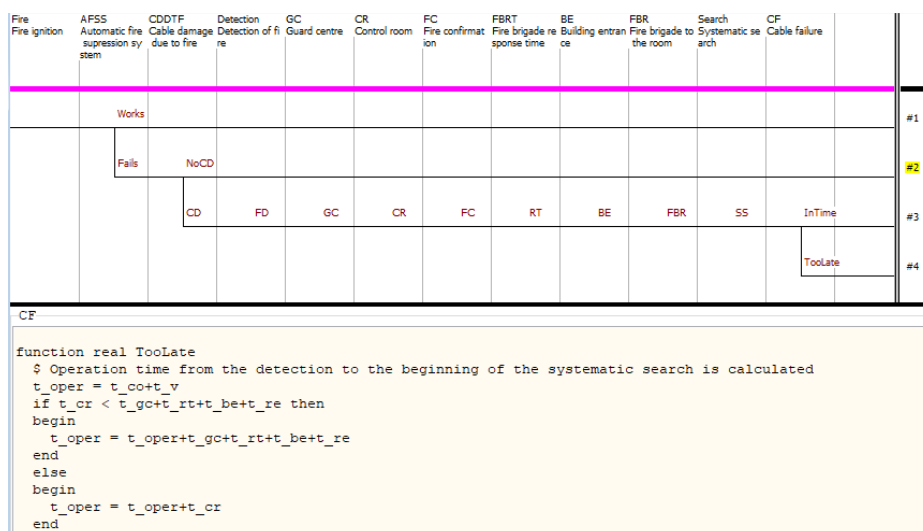 Fire AFSS CDDTF Detection GC CR FC FBRT BE FBR Search CF
Fire ignition Automatic fire Cable damage Detection of fi Guard centre Control room Fire confirmat Fire brigade re Building entran Fire brigade to Systematic se Cable failure
supression sy due to fire re ion sponse time ce the room arch
stem
Works
#1
Fails NoCD
#2
CD FD GC CR FC RT BE FBR SS InTime
#3
TooLate
#4
CF
function real TooLate
$ Operation time from the detection to the beginning of the systematic search is calculated
t_oper = t_co+t_v
if t_cr < t_gc+t_rt+t_be+t_re then
begin
t_oper = t_oper+t_gc+t_rt+t_be+t_re
end
else
begin
t_oper = t_oper+t_cr
end